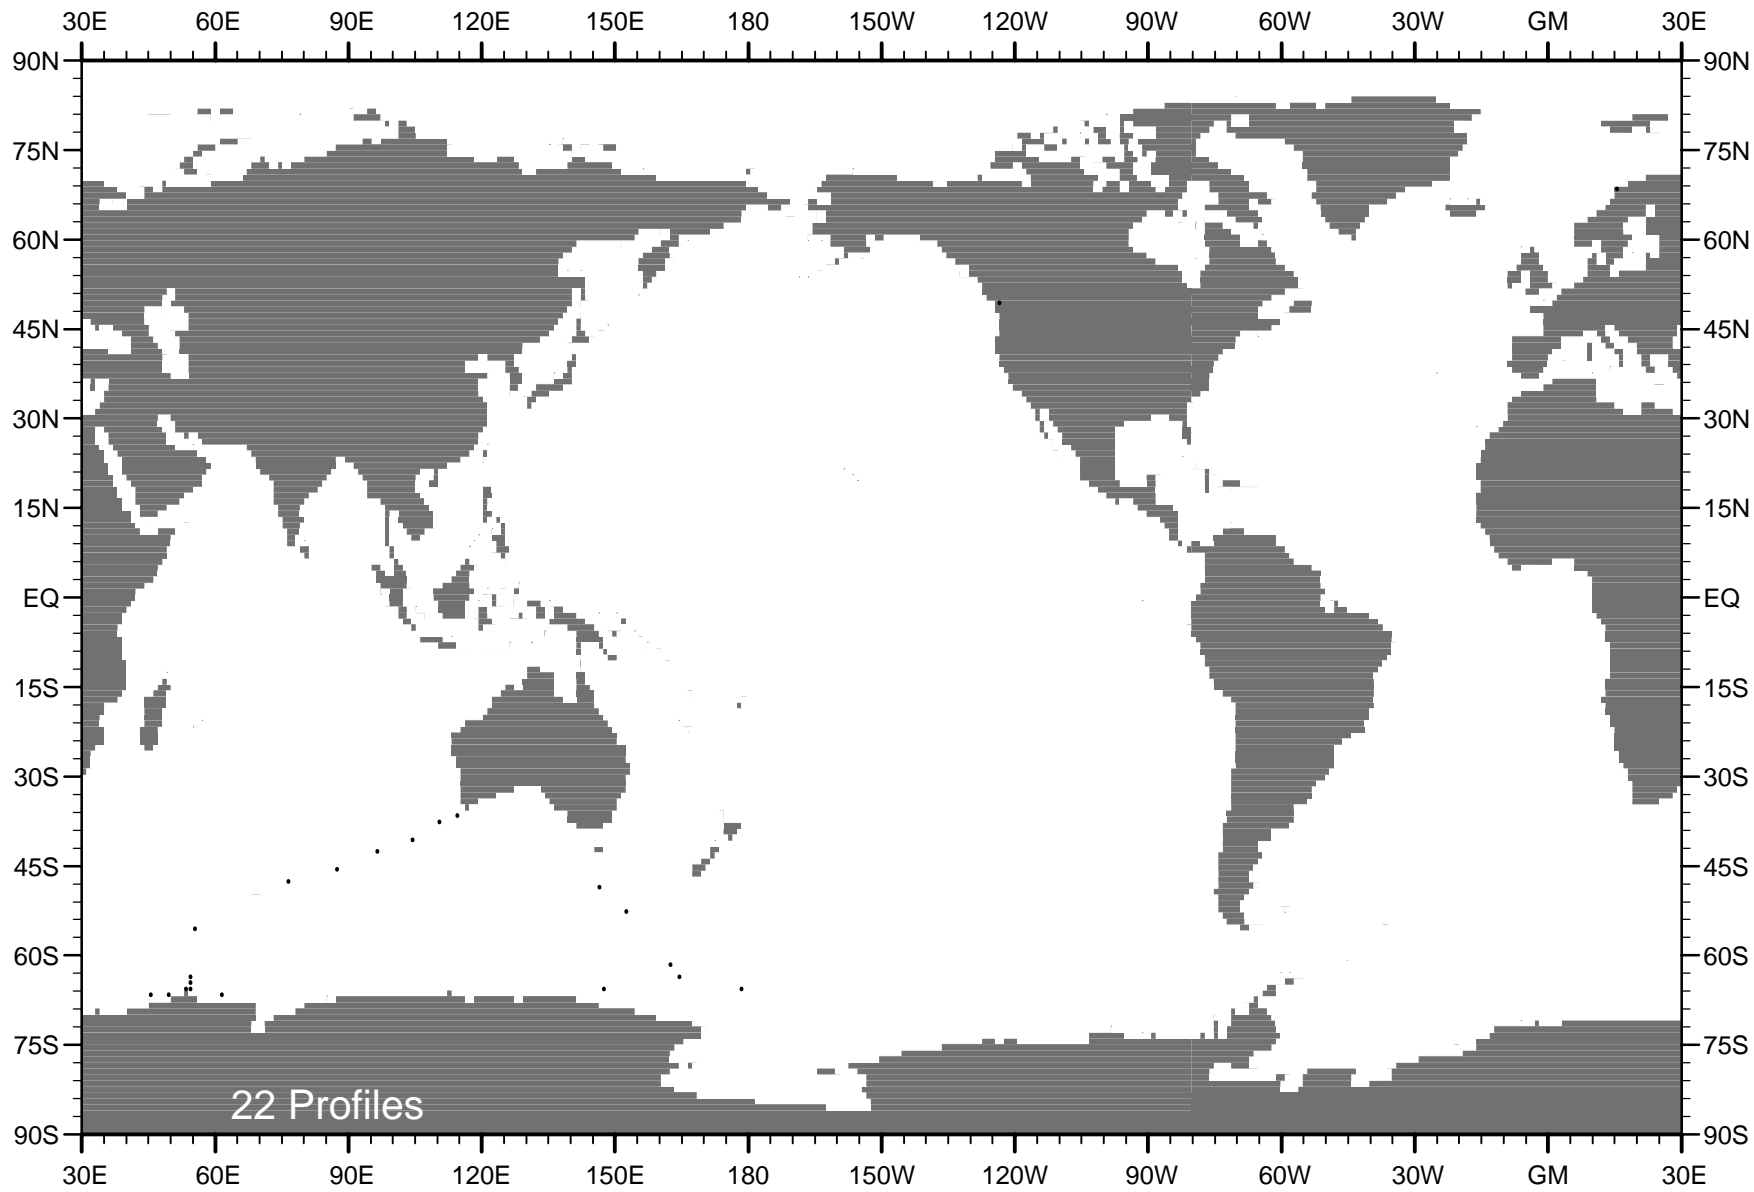 30E 60E 90E 120E 150E 180 150W 120W 90W 60W 30W GM 30E
90N 90N
75N 75N
60N 60N
45N 45N
30N 30N
15N 15N
EQ EQ
15S 15S
30S 30S
45S 45S
60S 60S
75S 75S
22 Profiles
90S 90S
30E 60E 90E 120E 150E 180 150W 120W 90W 60W 30W GM 30E